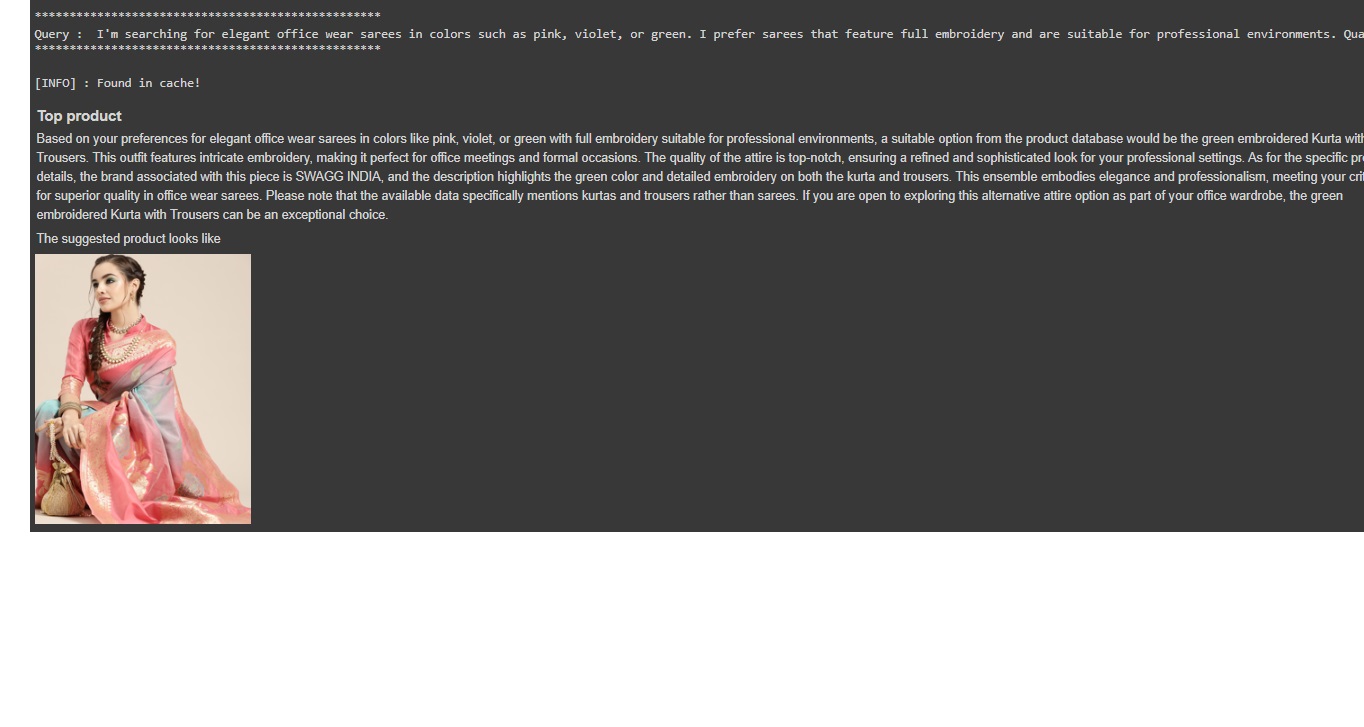 **************************************************
Query :  I'm searching for elegant office wear sarees in colors such as pink, violet, or green. I prefer sarees that feature full embroidery and are suitable for professional environments.
**************************************************
[INFO] : Found in cache!
Top product
Based on your preferences for elegant office wear sarees in colors like pink, violet, or green with full embroidery suitable for professional environments, a suitable option from the product database would be the green embroidered Kurta with
Trousers. This outfit features intricate embroidery, making it perfect for office meetings and formal occasions. The quality of the attire is top-notch, ensuring a refined and sophisticated look for your professional settings. As for the specific
details, the brand associated with this piece is SWAGG INDIA, and the description highlights the green color and detailed embroidery on both the kurta and trousers. This ensemble embodies elegance and professionalism, meeting your
for superior quality in office wear sarees. Please note that the available data specifically mentions kurtas and trousers rather than sarees. If you are open to exploring this alternative attire option as part of your office wardrobe, the green
embroidered Kurta with Trousers can be an exceptional choice.
The suggested product looks like